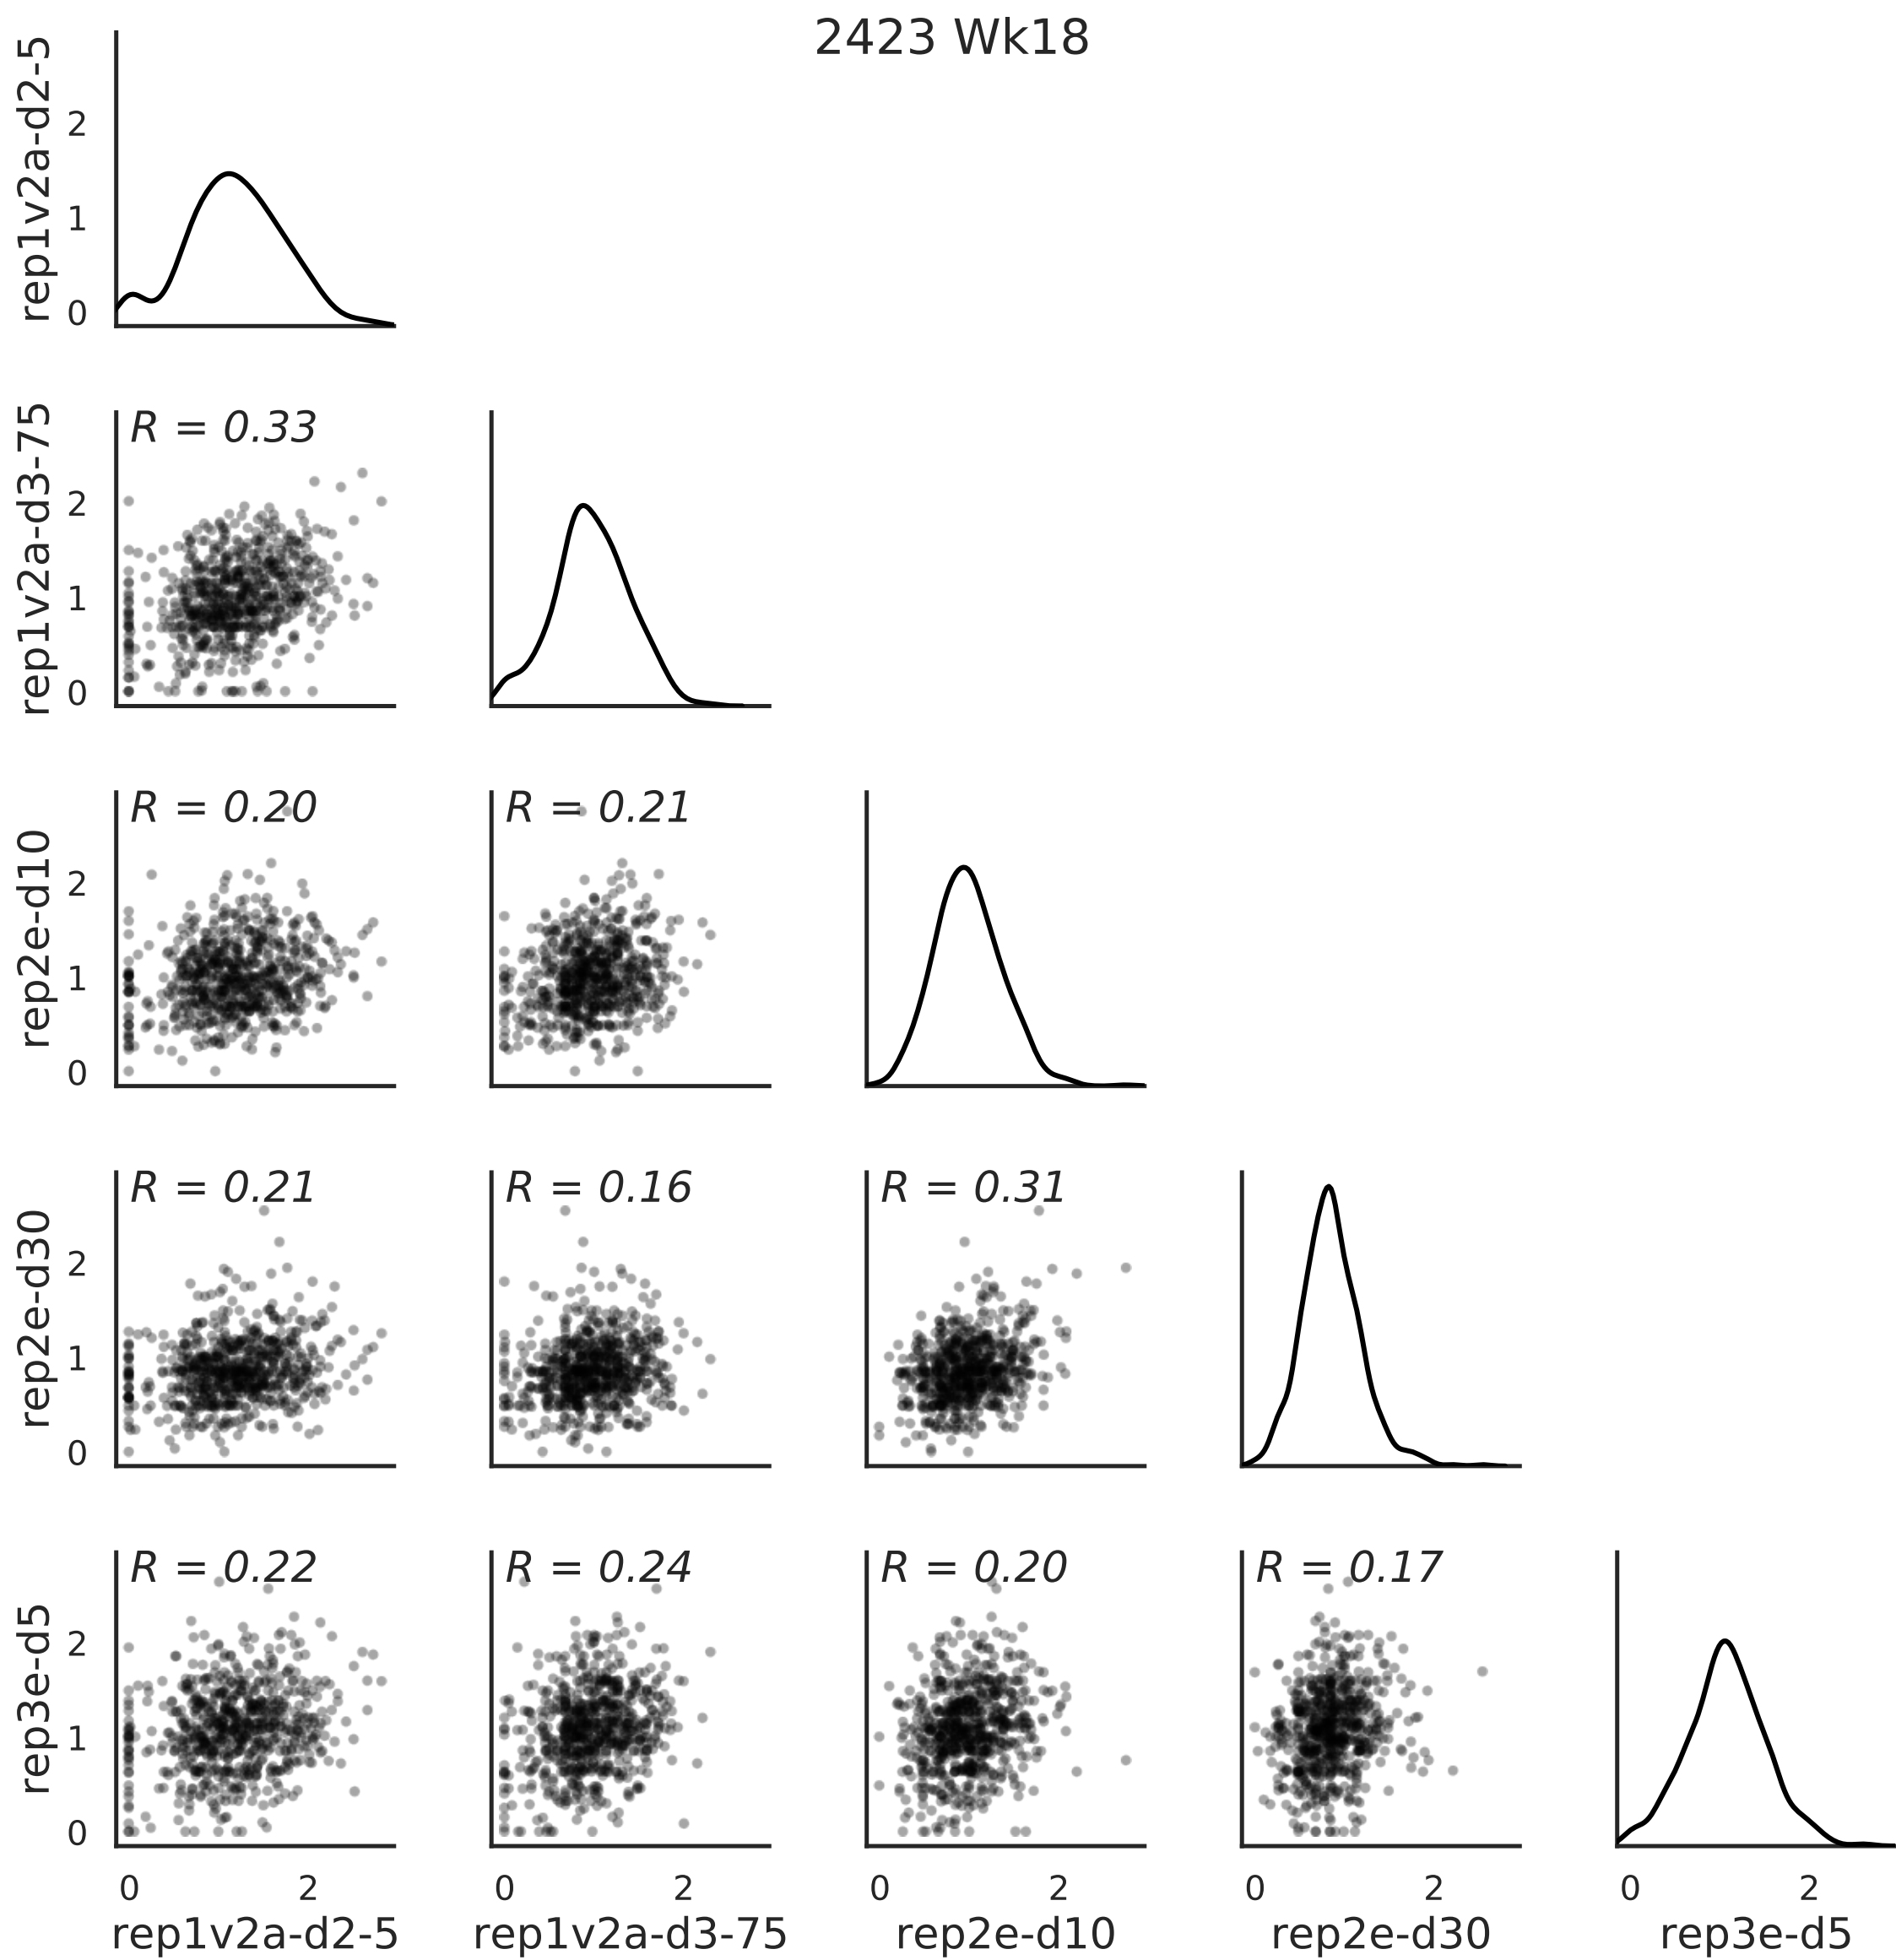 2423 Wk18
rep1v2a-d2-5
2
1
0
rep1v2a-d3-75
2
1
0
R = 0.33
rep2e-d10
2
1
0
R = 0.20
R = 0.21
rep2e-d30
2
1
0
R = 0.21
R = 0.16
R = 0.31
rep3e-d5
2
1
0
R = 0.22
R = 0.24
R = 0.20
R = 0.17
0 2 0 2 0 2 0 2 0 2
rep1v2a-d2-5 rep1v2a-d3-75 rep2e-d10 rep2e-d30 rep3e-d5